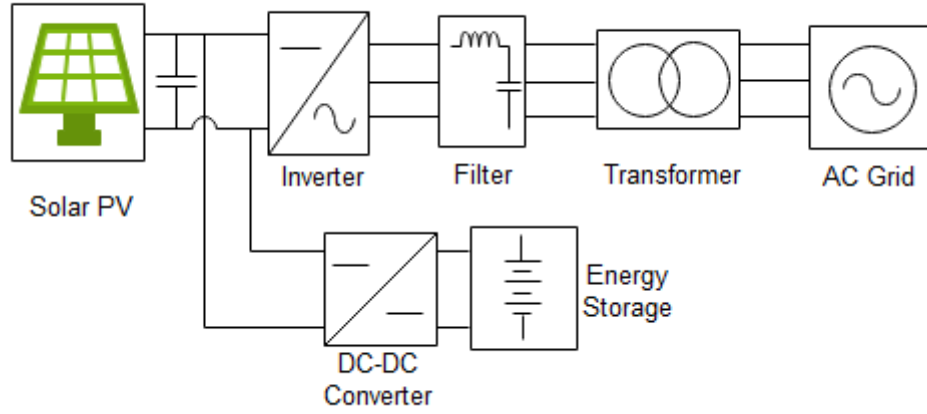 Solar PV
Inverter
Filter
Transformer
AC Grid
Energy
Storage
DC-DC
Converter